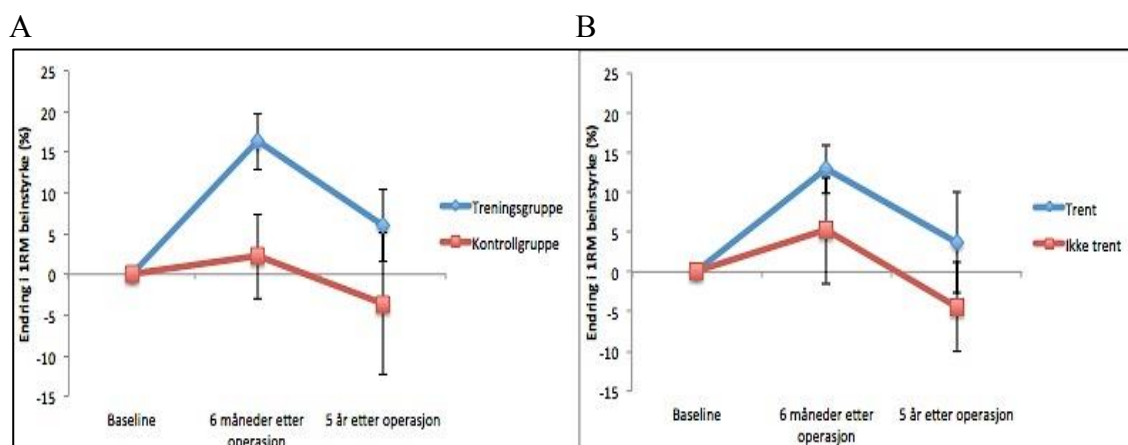 A
B
Endring i 1RM beinstyrke (%)
25
20
15
10
5
0
-5
-10
-15
Baseline
6 måneder etter
operasjon
5 år etter operasjon
Treningsgruppe
Kontrollgruppe
Endring i 1RM beinstyrke (%)
25
20
15
10
5
0
-5
-10
-15
Baseline
6 måneder etter
operasjon
5 år etter operasjon
Trent
Ikke trent